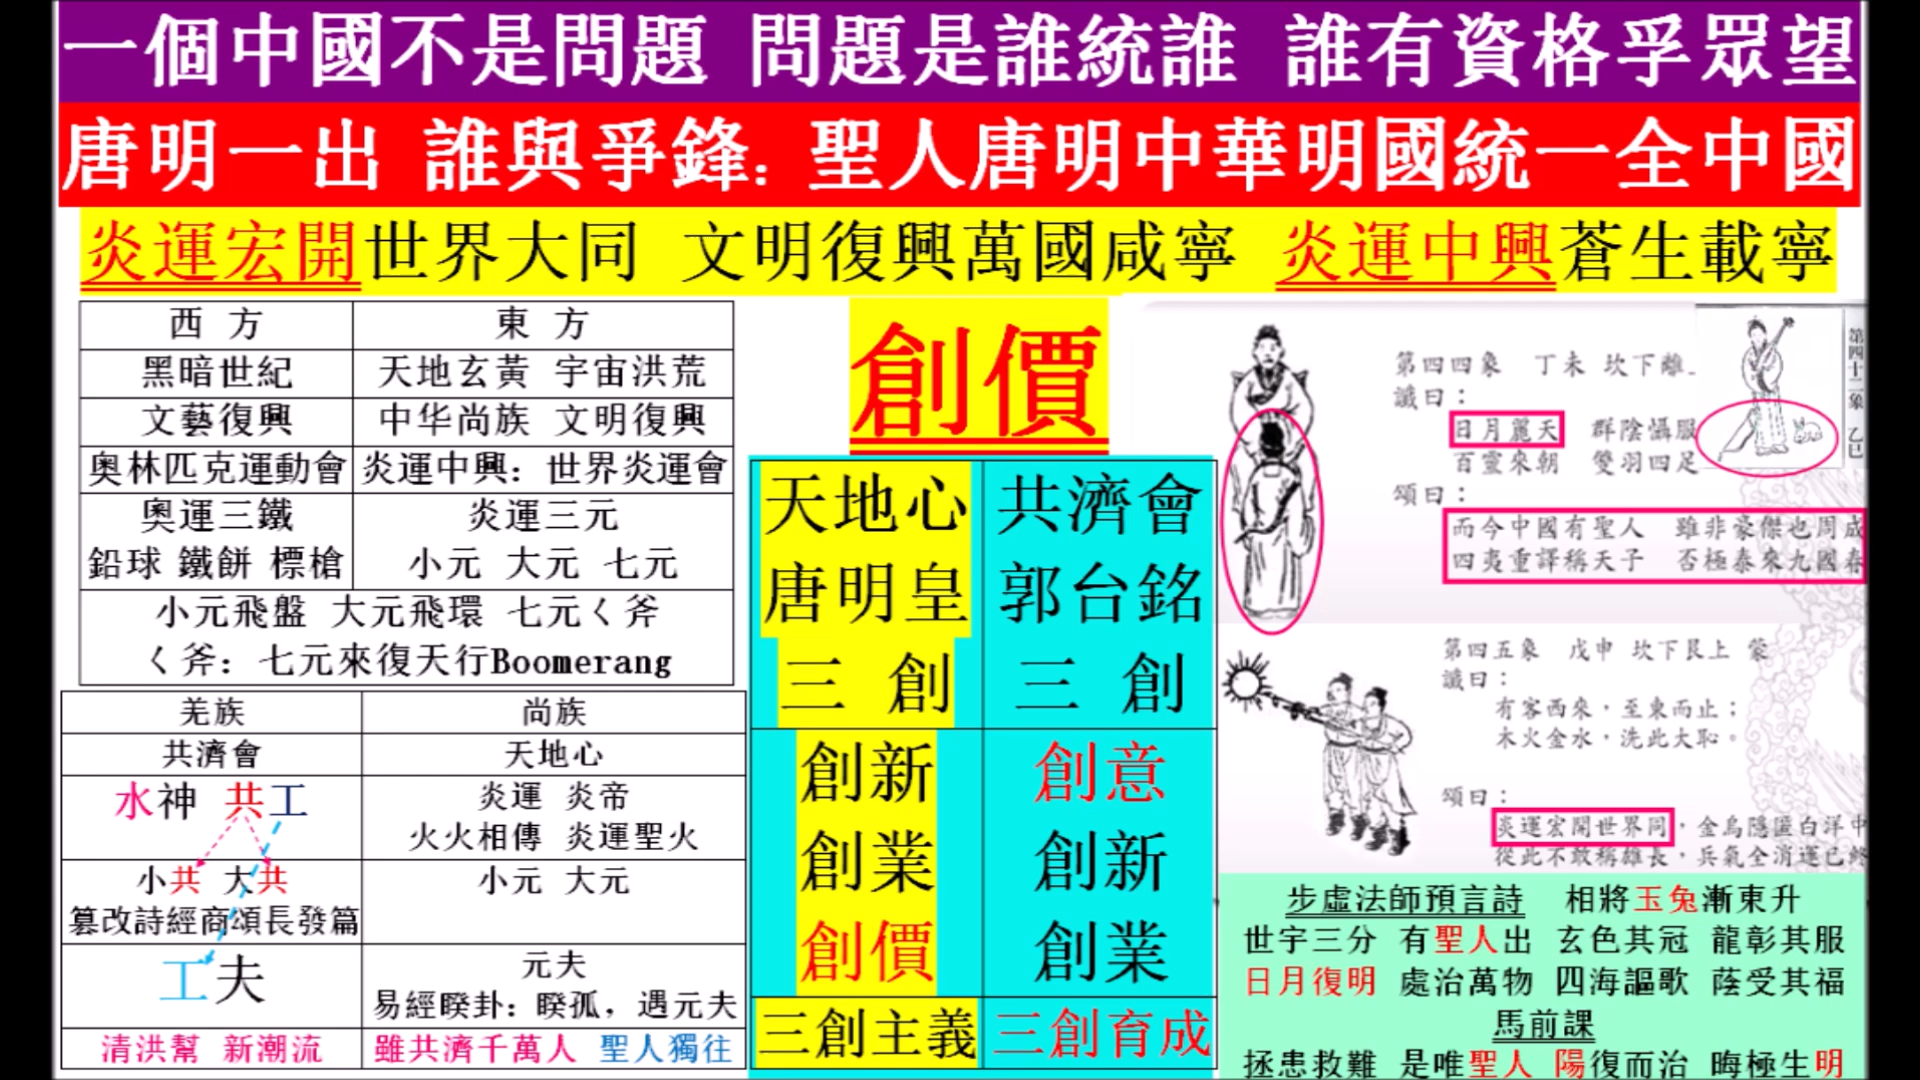 一個中國不是問題 問題是誰統誰 誰有資格孚眾望
唐明一出 誰與爭鋒: 聖人唐明中華明國統一全中國
炎運宏開世界大同 文明復興萬國咸寧 炎運中興蒼生載寧
西 方 東 方
黑暗世紀 天地玄黃 宇宙洪荒
文藝復興 中华尚族 文明復興
奧林匹克運動會 炎運中興: 世界炎運會
奧運三鐵 炎運三元
鉛球 鐵餅 標槍 小元 大元 七元
小元飛盤 大元飛環 七元く斧
く斧: 七元來復天行Boomerang
羌族 尚族
共濟會 天地心
水神 共工 炎運 炎帝
火火相傳 炎運聖火
小共 大共 小元 大元
篡改詩經商頌長發篇
工夫 元夫
易經睽卦: 睽孤, 遇元夫
清洪幫 新潮流 雖共濟千萬人 聖人獨往
創價
天地心 共濟會
唐明皇 郭台銘
三 創 三 創
創新 創意
創業 創新
創價 創業
三創主義 三創育成
第四四象 丁未 坎下離
讖曰:
日月麗天 群陰懾服
百靈來朝 雙羽四足
頌曰:
而今中國有聖人 雖非豪傑也周成
四夷重譯稱天子 否極泰來九國春
第四十二象 乙巳
第四五象 戊申 坎下艮上 蒙
讖曰:
有客西來,至東而止;
木火金水,洗此大恥。
頌曰:
炎運宏開世界同,金烏隱匿白洋中
從此不敢稱雄長,兵氣全消運已終
步虛法師預言詩 相將玉兔漸東升
世宇三分 有聖人出 玄色其冠 龍彰其服
日月復明 處治萬物 四海謳歌 蔭受其福
馬前課
拯患救難 是唯聖人 陽復而治 晦極生明